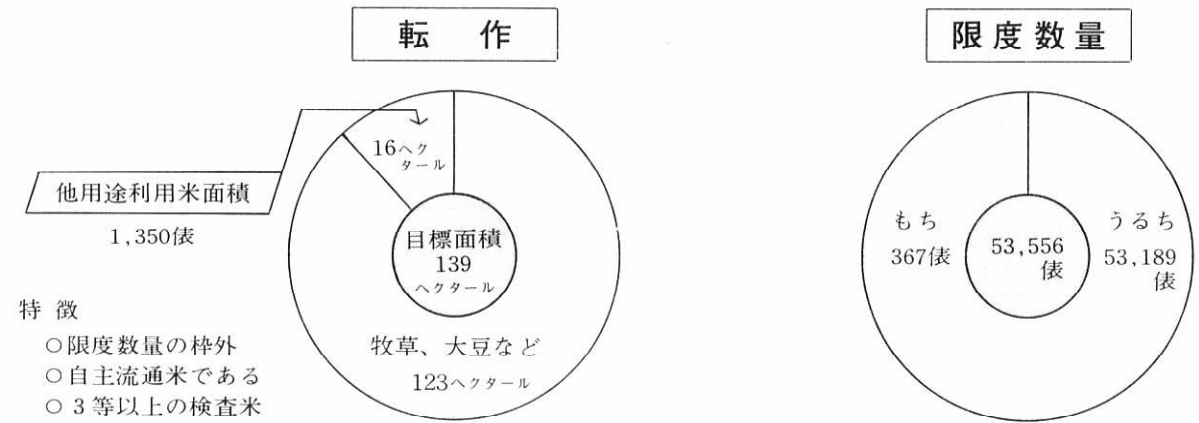 転作
16ヘク
タール
他用途利用米面積
1,350俵
目標面積
139
ヘクタール
牧草、大豆など
123ヘクタール
特徴
○限度数量の枠外
○自主流通米である
○3等以上の検査米
限度数量
もち
367俵
53,556
俵
うるち
53,189
俵